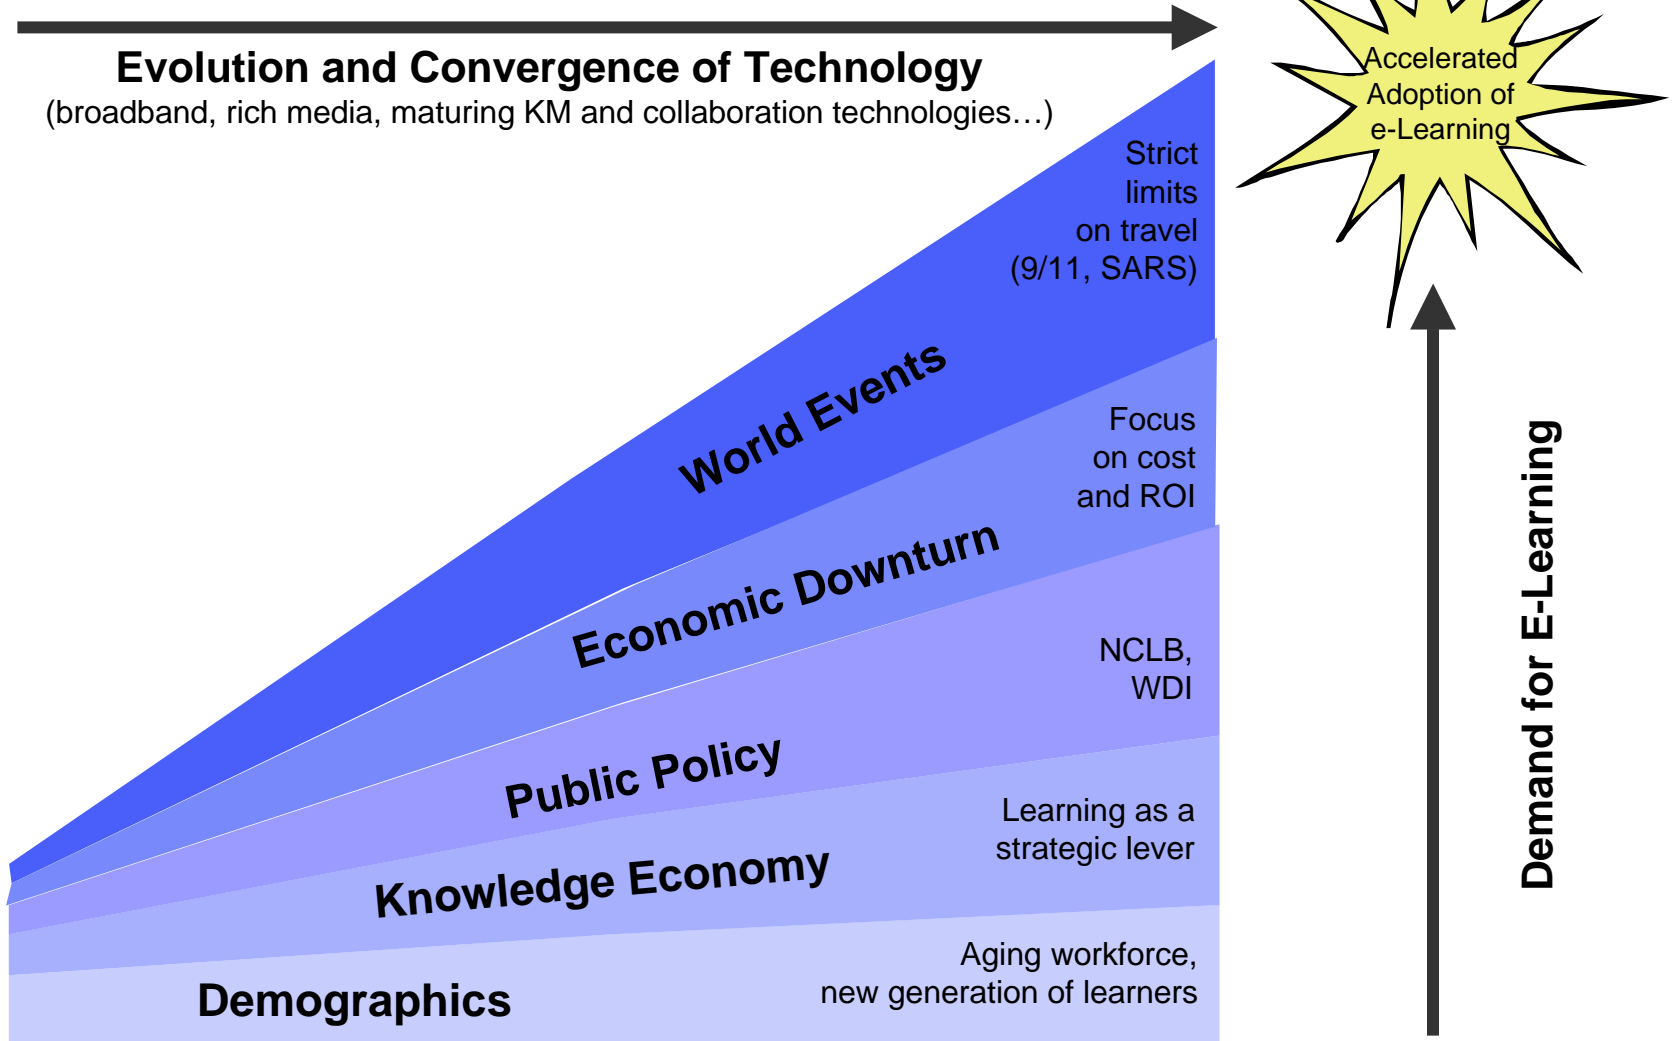 Evolution and Convergence of Technology
(broadband, rich media, maturing KM and collaboration technologies…)
Accelerated
Adoption of
e-Learning
Strict
limits
on travel
(9/11, SARS)
World Events
Focus
on cost
and ROI
Economic Downturn
NCLB,
WDI
Public Policy
Learning as a
strategic lever
Knowledge Economy
Aging workforce,
new generation of learners
Demographics
Demand for E-Learning